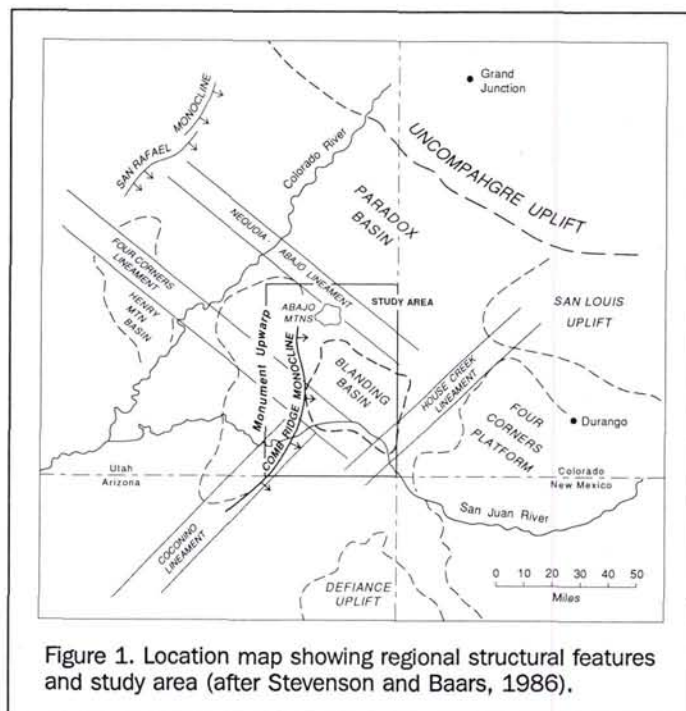 Grand
Junction
SAN RAFAEL MONOCLINE
Colorado River
UNCOMPAHGRE UPLIFT
PARADOX
BASIN
NEQUOIA - ABAJO LINEAMENT
FOUR CORNERS
LINEAMENT
HENRY
MTN
BASIN
STUDY AREA
SAN LOUIS
UPLIFT
ABAJO
MTNS
Monument Upwarp
COMB RIDGE MONOCLINE
BLANDING
BASIN
HOUSE CREEK
LINEAMENT
FOUR
CORNERS
PLATFORM
Durango
Utah
Arizona
Colorado
New Mexico
San Juan River
COCONINO
LINEAMENT
DEFIANCE
UPLIFT
0 10 20 30 40 50
Miles
Figure 1. Location map showing regional structural features
and study area (after Stevenson and Baars, 1986).